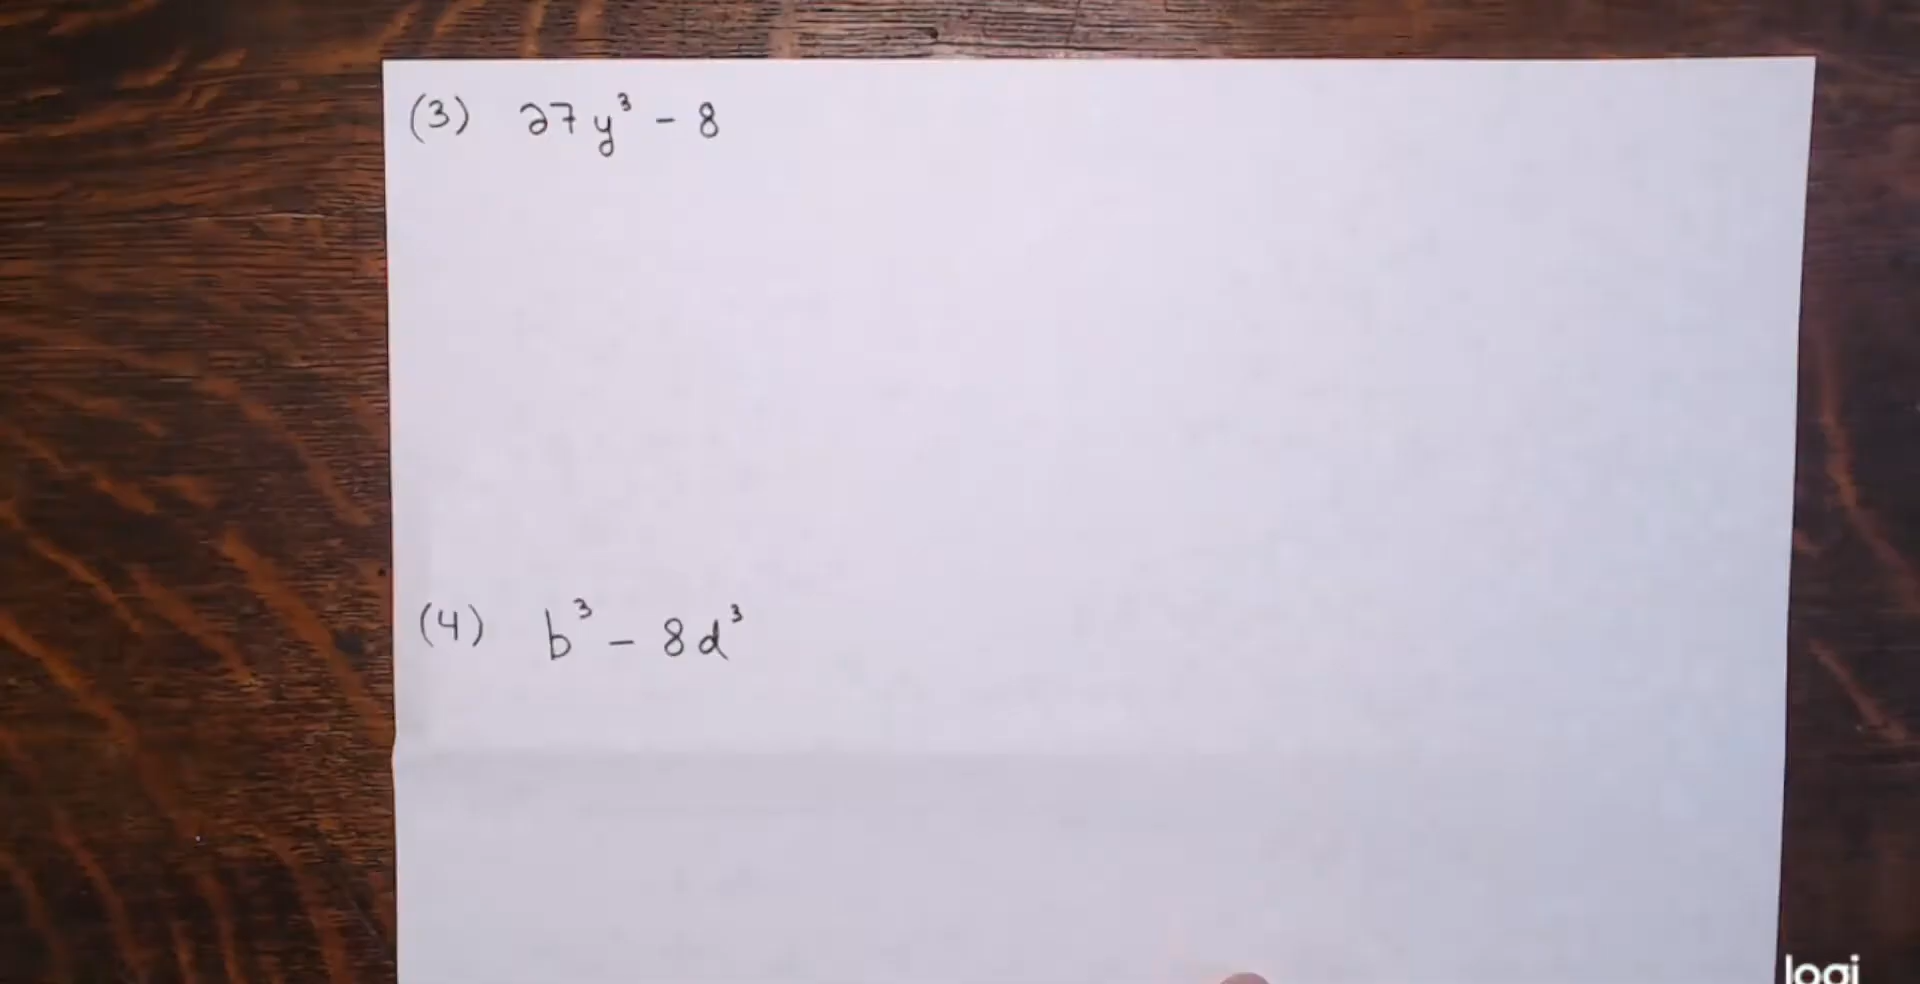 (3) 27y³ - 8
(4) b³ - 8d³
logi